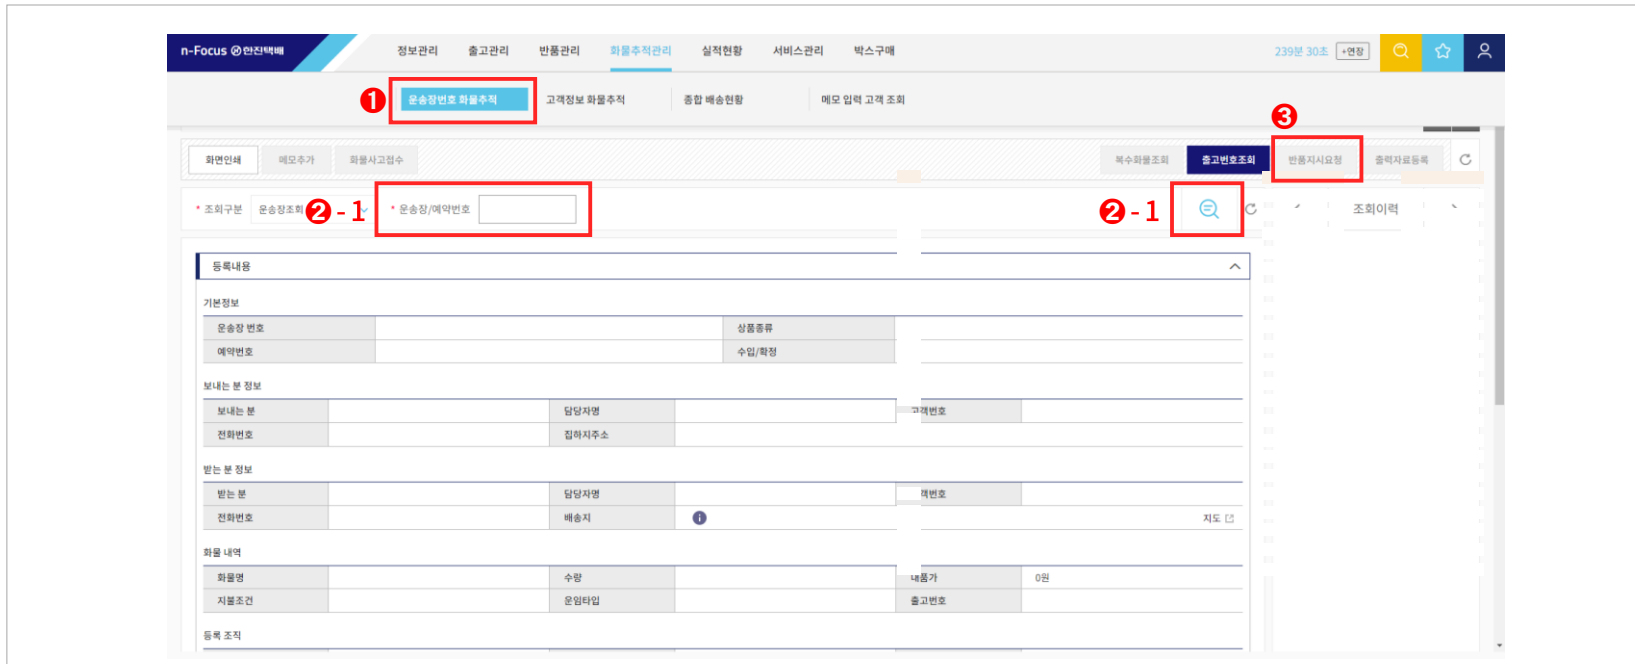 n-Focus 한진택배 정보관리 출고관리 반품관리 화물추적관리 실적현황 서비스관리 박스구매 239분 30초 +연장
❶ 운송장번호 화물추적 고객정보 화물추적 종합 배송현황 메모 입력 고객 조회
❸
화면인쇄 메모추가 화물사고접수 복수화물조회 출고번호조회 반품지시요청 출력자료등록
* 조회구분 운송장조회 ❷ - 1 * 운송장/예약번호 ❷ - 1 조회이력
등록내용
기본정보
운송장 번호 상품종류
예약번호 수입/확정
보내는 분 정보
보내는 분 담당자명 고객번호
전화번호 집하지주소
받는 분 정보
받는 분 담당자명 객번호
전화번호 배송지 지도
화물 내역
화물명 수량 내품가 0원
지불조건 운임타입 출고번호
등록 조직